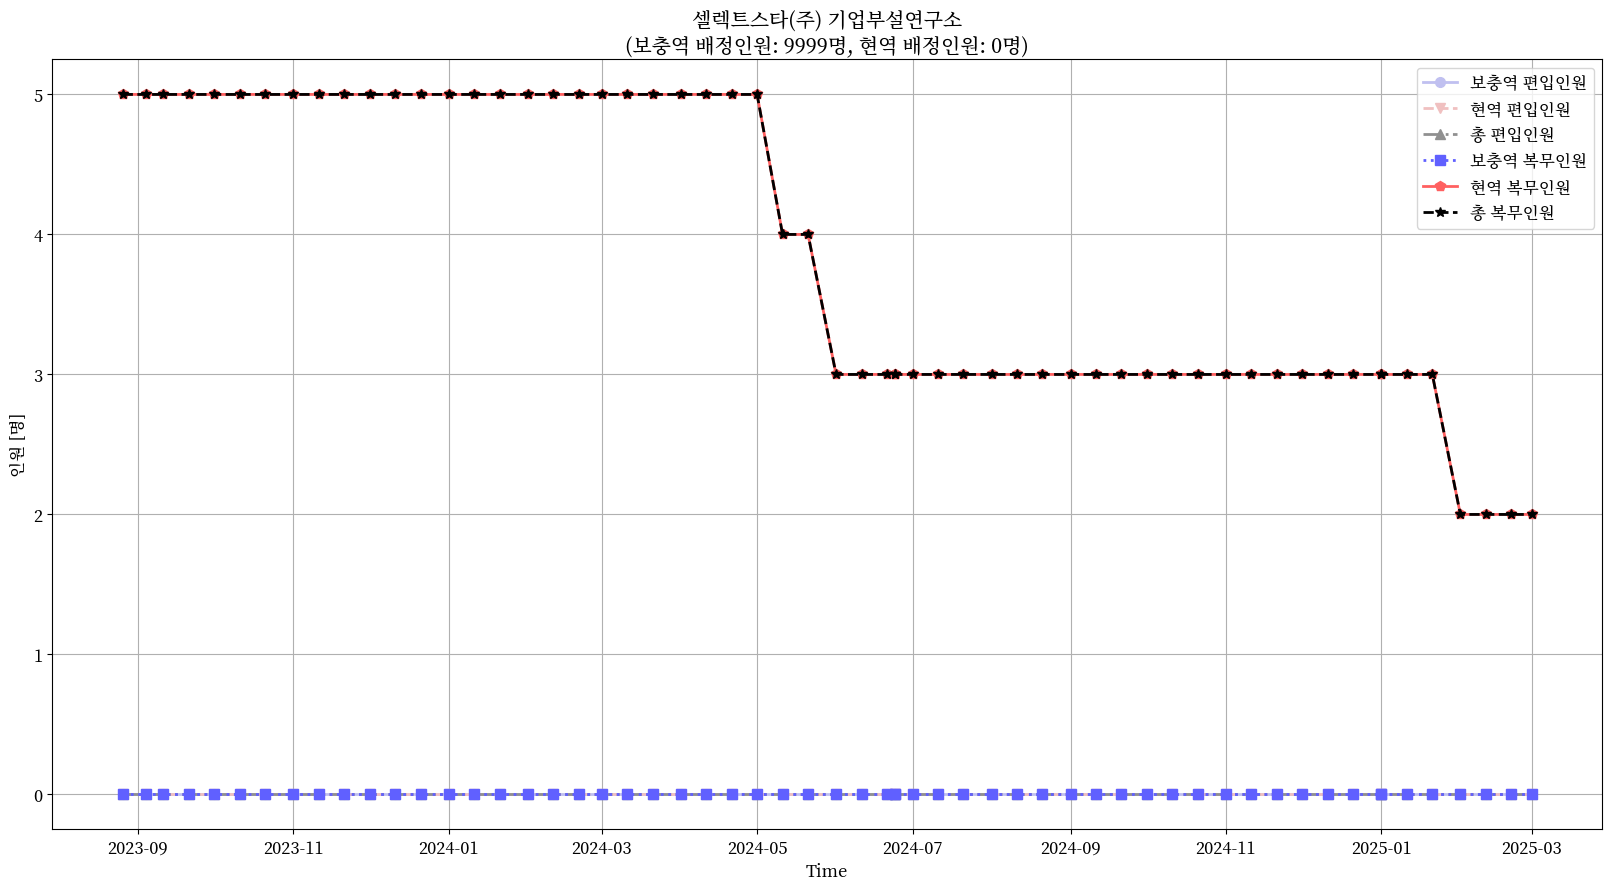 셀렉트스타(주) 기업부설연구소
(보충역 배정인원: 9999명, 현역 배정인원: 0명)
보충역 편입인원
현역 편입인원
총 편입인원
보충역 복무인원
현역 복무인원
총 복무인원
인원 [명]
5
4
3
2
1
0
2023-09
2023-11
2024-01
2024-03
2024-05
2024-07
2024-09
2024-11
2025-01
2025-03
Time